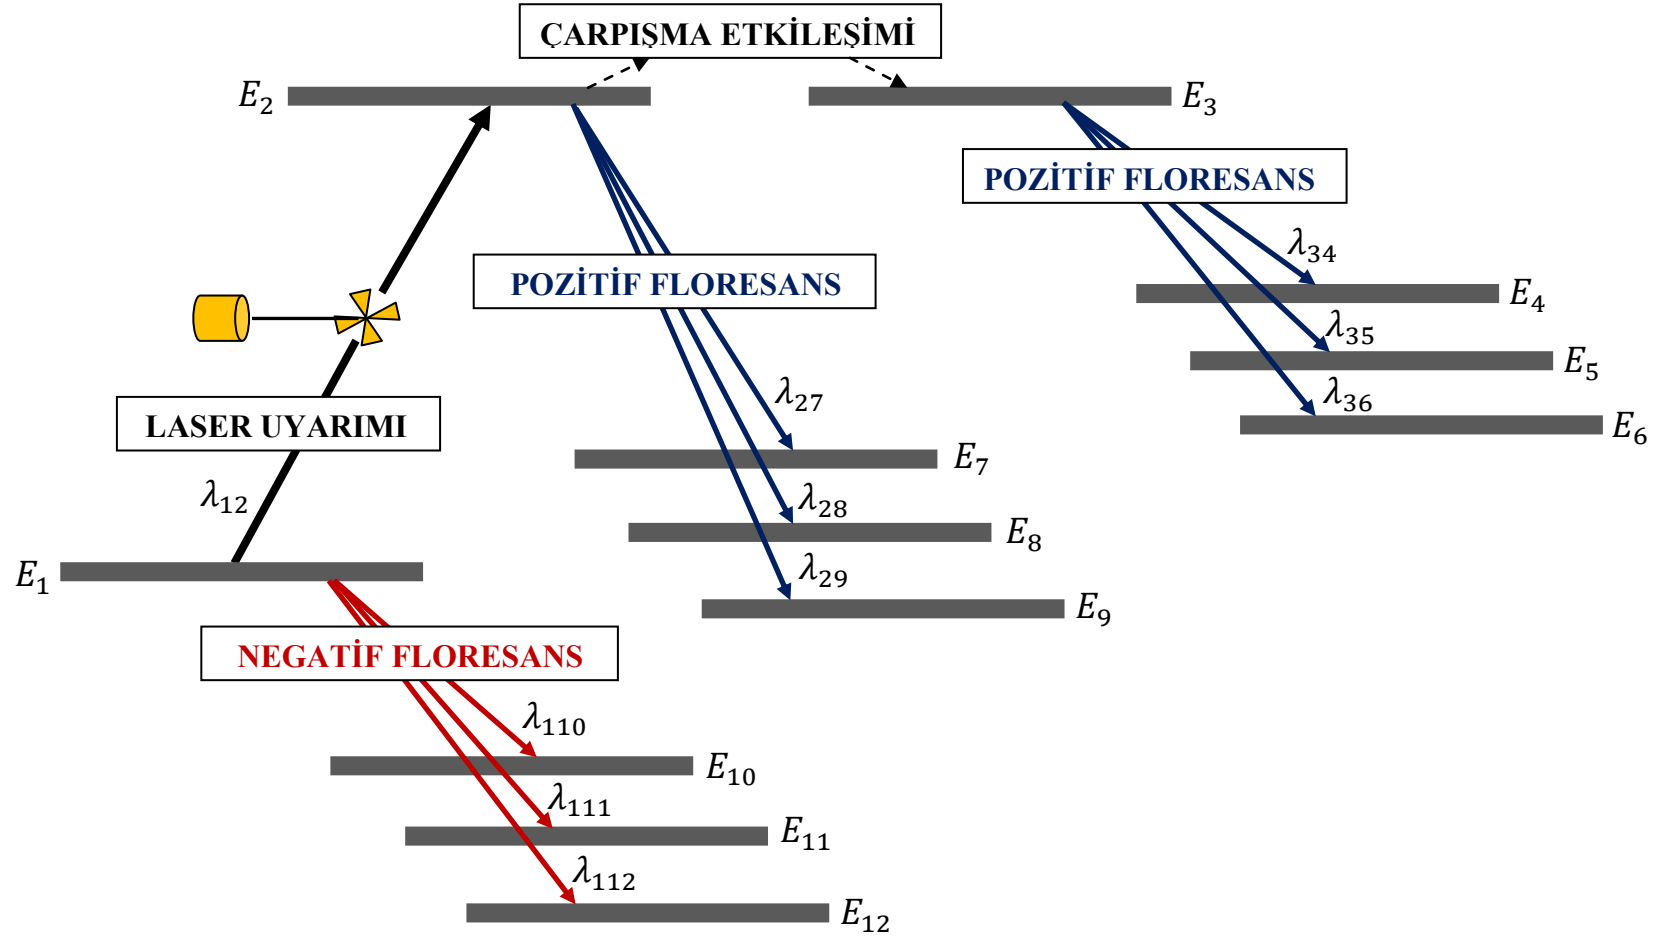 ÇARPIŞMA ETKİLEŞİMİ
E₂
E₃
POZİTİF FLORESANS
λ₃₄
POZİTİF FLORESANS
E₄
λ₃₅
E₅
λ₂₇
λ₃₆
LASER UYARIMI
E₆
E₇
λ₁₂
λ₂₈
E₈
E₁
λ₂₉
E₉
NEGATİF FLORESANS
λ₁₁₀
E₁₀
λ₁₁₁
E₁₁
λ₁₁₂
E₁₂